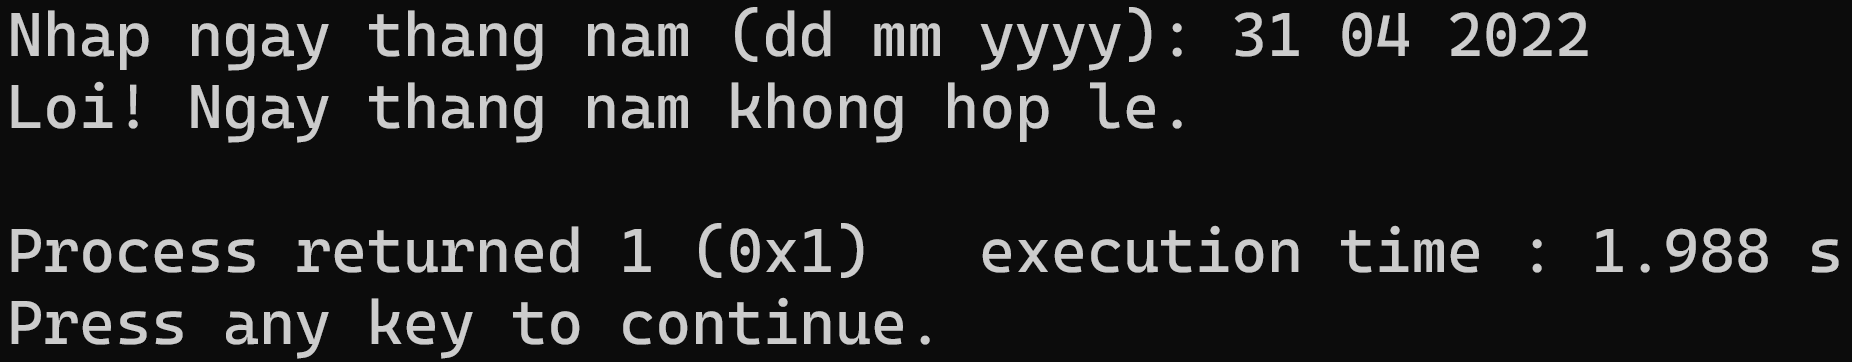 Nhap ngay thang nam (dd mm yyyy): 31 04 2022
Loi! Ngay thang nam khong hop le.
Process returned 1 (0x1)   execution time : 1.988 s
Press any key to continue.